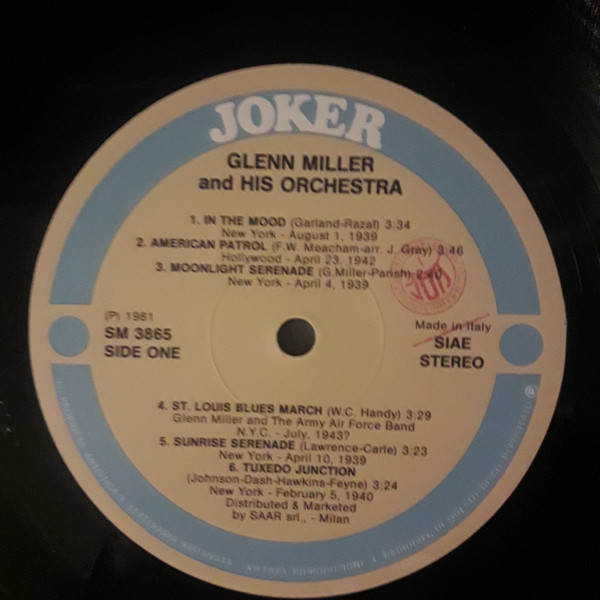 JOKER
GLENN MILLER
and HIS ORCHESTRA
1. IN THE MOOD (Garland-Razaf) 3:34
New York - August 1, 1939
2. AMERICAN PATROL (F.W. Meacham-arr. J. Gray) 3:46
Hollywood - April 23, 1942
3. MOONLIGHT SERENADE (G.Miller-Parish)
New York - April 4, 1939
(P) 1981
SM 3865
SIDE ONE
Made in Italy
SIAE
STEREO
4. ST. LOUIS BLUES MARCH (W.C. Handy) 3:29
Glenn Miller and The Army Air Force Band
N.Y.C. - July, 1943?
5. SUNRISE SERENADE (Lawrence-Carle) 3:23
New York - April 10, 1939
6. TUXEDO JUNCTION
(Johnson-Dash-Hawkins-Feyne) 3:24
New York - February 5, 1940
Distributed & Marketed
by SAAR srl., - Milan